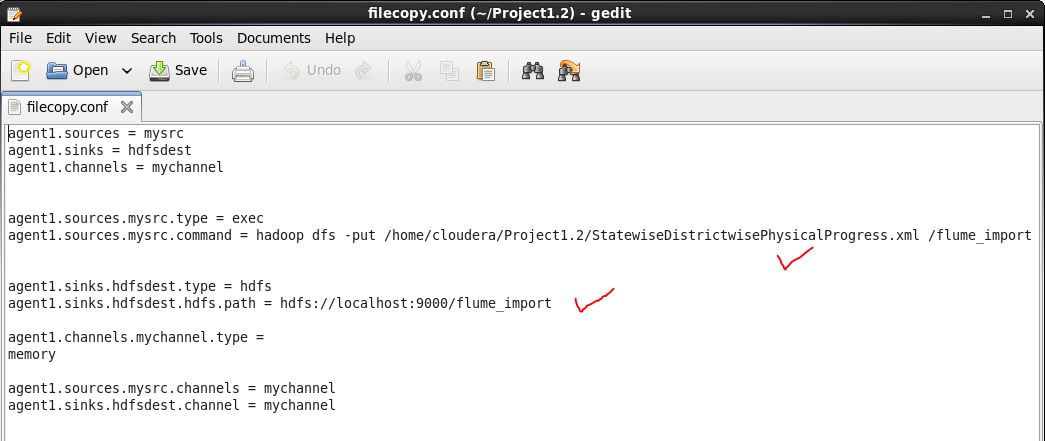 filecopy.conf (~/Project1.2) - gedit
File Edit View Search Tools Documents Help
Open Save Undo
filecopy.conf
agent1.sources = mysrc
agent1.sinks = hdfsdest
agent1.channels = mychannel
agent1.sources.mysrc.type = exec
agent1.sources.mysrc.command = hadoop dfs -put /home/cloudera/Project1.2/StatewiseDistrictwisePhysicalProgress.xml /flume_import
agent1.sinks.hdfsdest.type = hdfs
agent1.sinks.hdfsdest.hdfs.path = hdfs://localhost:9000/flume_import
agent1.channels.mychannel.type =
memory
agent1.sources.mysrc.channels = mychannel
agent1.sinks.hdfsdest.channel = mychannel